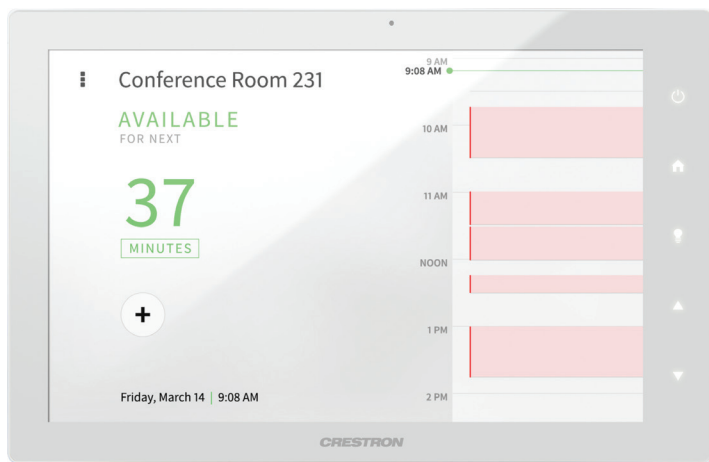 Conference Room 231
AVAILABLE
FOR NEXT
37
MINUTES
+
Friday, March 14 | 9:08 AM
9 AM
9:08 AM
10 AM
11 AM
NOON
1 PM
2 PM
CRESTRON